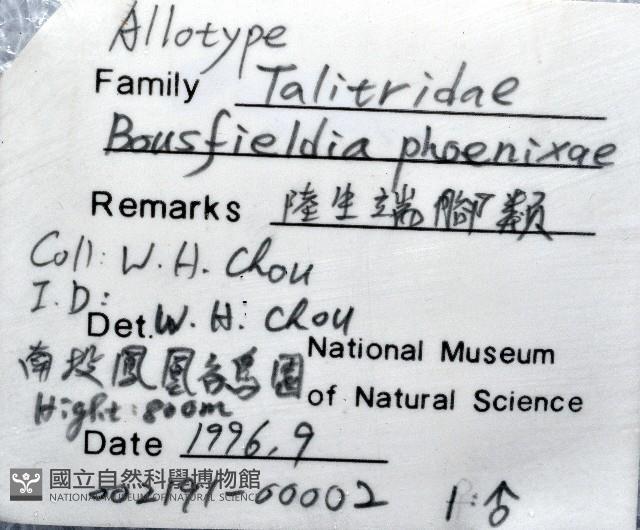 Allotype
Family Talitridae
Bousfieldia phoenixae
Remarks 陸生端腳類
Coll: W. H. Chou
I.D:
Det. W. H. Chou
南投鳳凰谷鳥園
National Museum
of Natural Science
Hight: 800m
Date 1996, 9
國立自然科學博物館
NATIONAL MUSEUM OF NATURAL SCIENCE
00002 1:♂